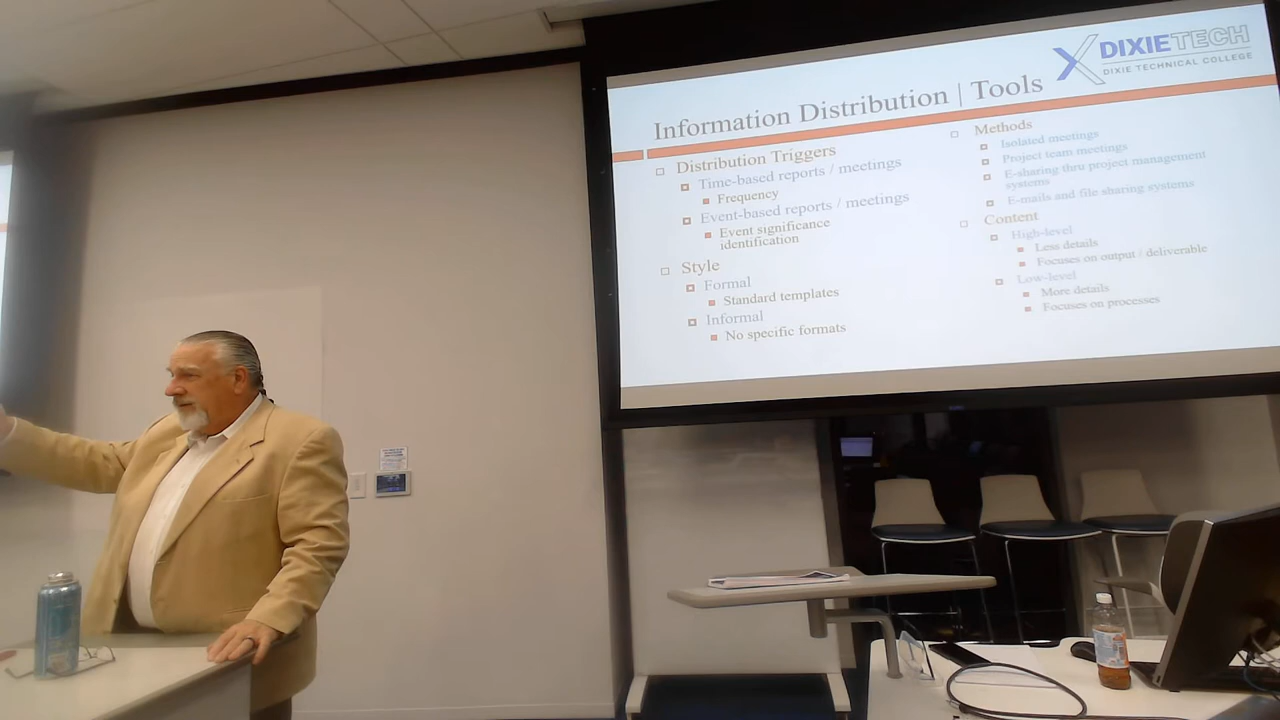 DIXIETECH
DIXIE TECHNICAL COLLEGE
Information Distribution | Tools
Distribution Triggers
Time-based reports / meetings
Frequency
Event-based reports / meetings
Event significance
identification
Style
Formal
Standard templates
Informal
No specific formats
Methods
Isolated meetings
Project team meetings
E-sharing thru project management
systems
E-mails and file sharing systems
Content
High-level
Less details
Focuses on output / deliverable
Low-level
More details
Focuses on processes